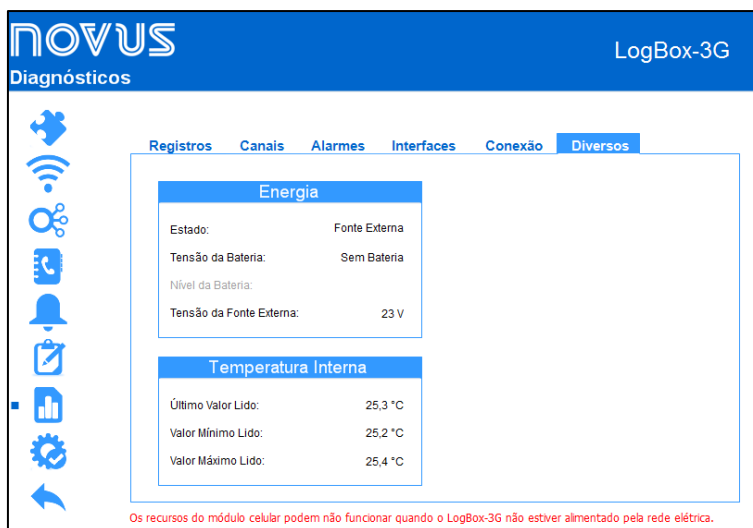 NOVUS
LogBox-3G
Diagnósticos
Registros Canais Alarmes Interfaces Conexão Diversos
Energia
Estado: Fonte Externa
Tensão da Bateria: Sem Bateria
Nível da Bateria:
Tensão da Fonte Externa: 23 V
Temperatura Interna
Último Valor Lido: 25,3 °C
Valor Mínimo Lido: 25,2 °C
Valor Máximo Lido: 25,4 °C
Os recursos do módulo celular podem não funcionar quando o LogBox-3G não estiver alimentado pela rede elétrica.